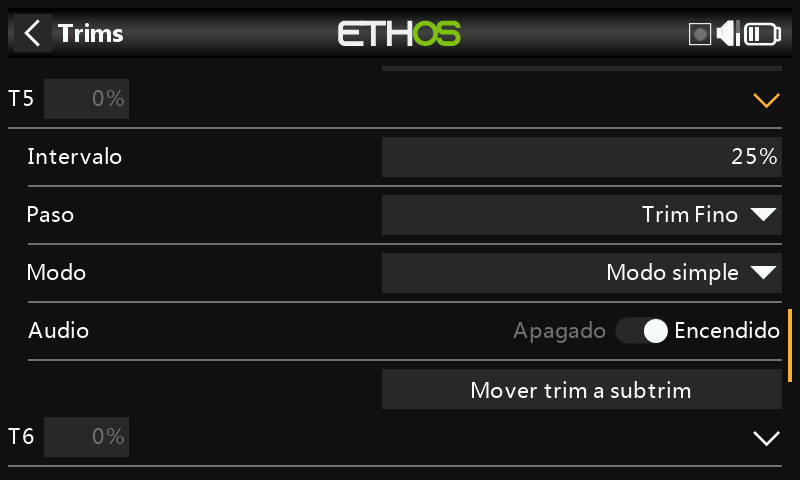 Trims
ETHOS
T5 0%
Intervalo 25%
Paso Trim Fino
Modo Modo simple
Audio Apagado Encendido
Mover trim a subtrim
T6 0%